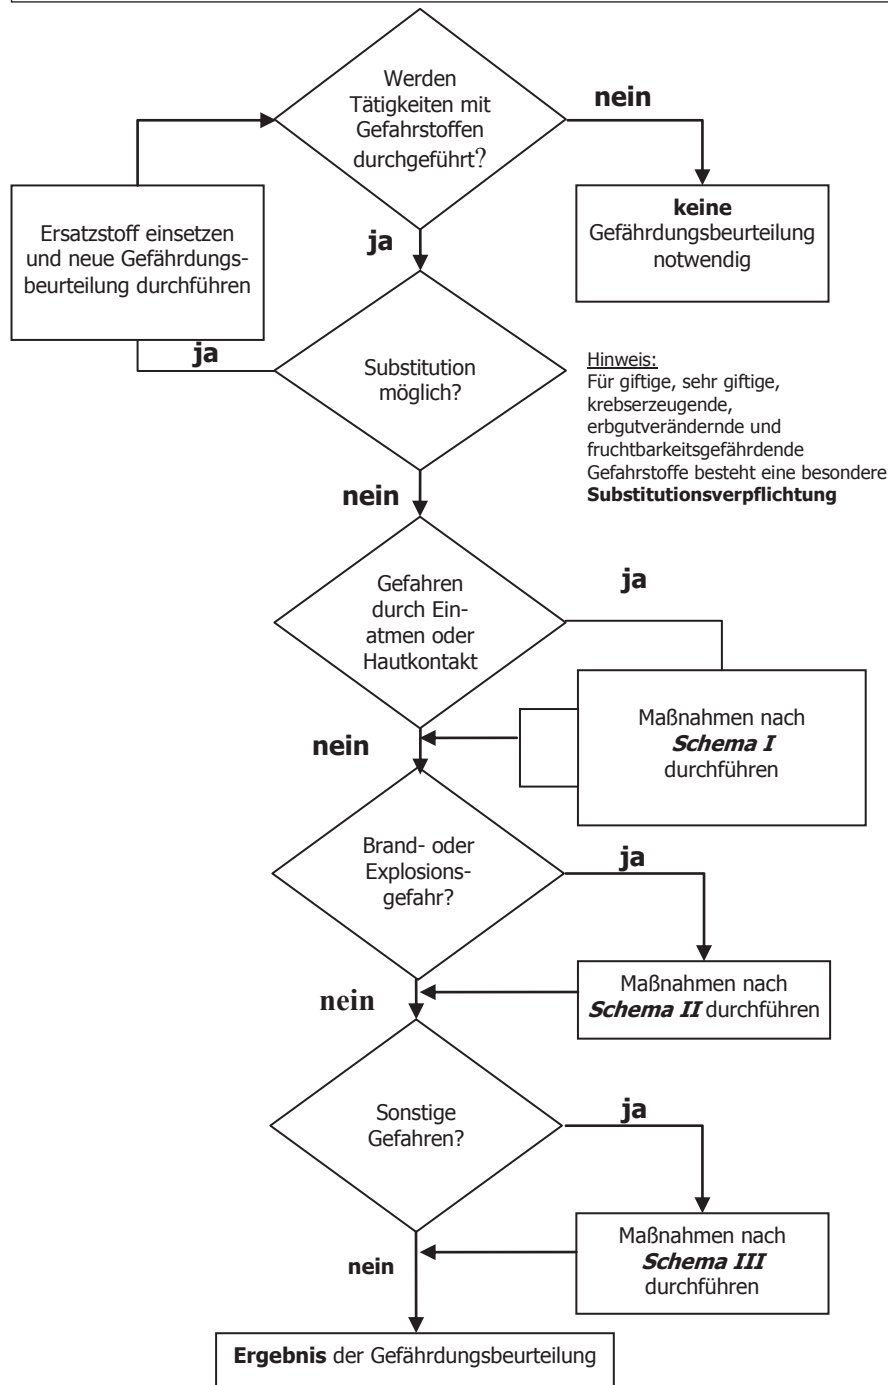 Werden
Tätigkeiten mit
Gefahrstoffen
durchgeführt?
nein
keine
Gefährdungsbeurteilung
notwendig
Ersatzstoff einsetzen
und neue Gefährdungs-
beurteilung durchführen
ja
ja
Substitution
möglich?
Hinweis:
Für giftige, sehr giftige,
krebserzeugende,
erbgutverändernde und
fruchtbarkeitsgefährdende
Gefahrstoffe besteht eine besondere
Substitutionsverpflichtung
nein
Gefahren
durch Ein-
atmen oder
Hautkontakt
ja
Maßnahmen nach
Schema I
durchführen
nein
Brand- oder
Explosions-
gefahr?
ja
Maßnahmen nach
Schema II durchführen
nein
Sonstige
Gefahren?
ja
Maßnahmen nach
Schema III
durchführen
nein
Ergebnis der Gefährdungsbeurteilung